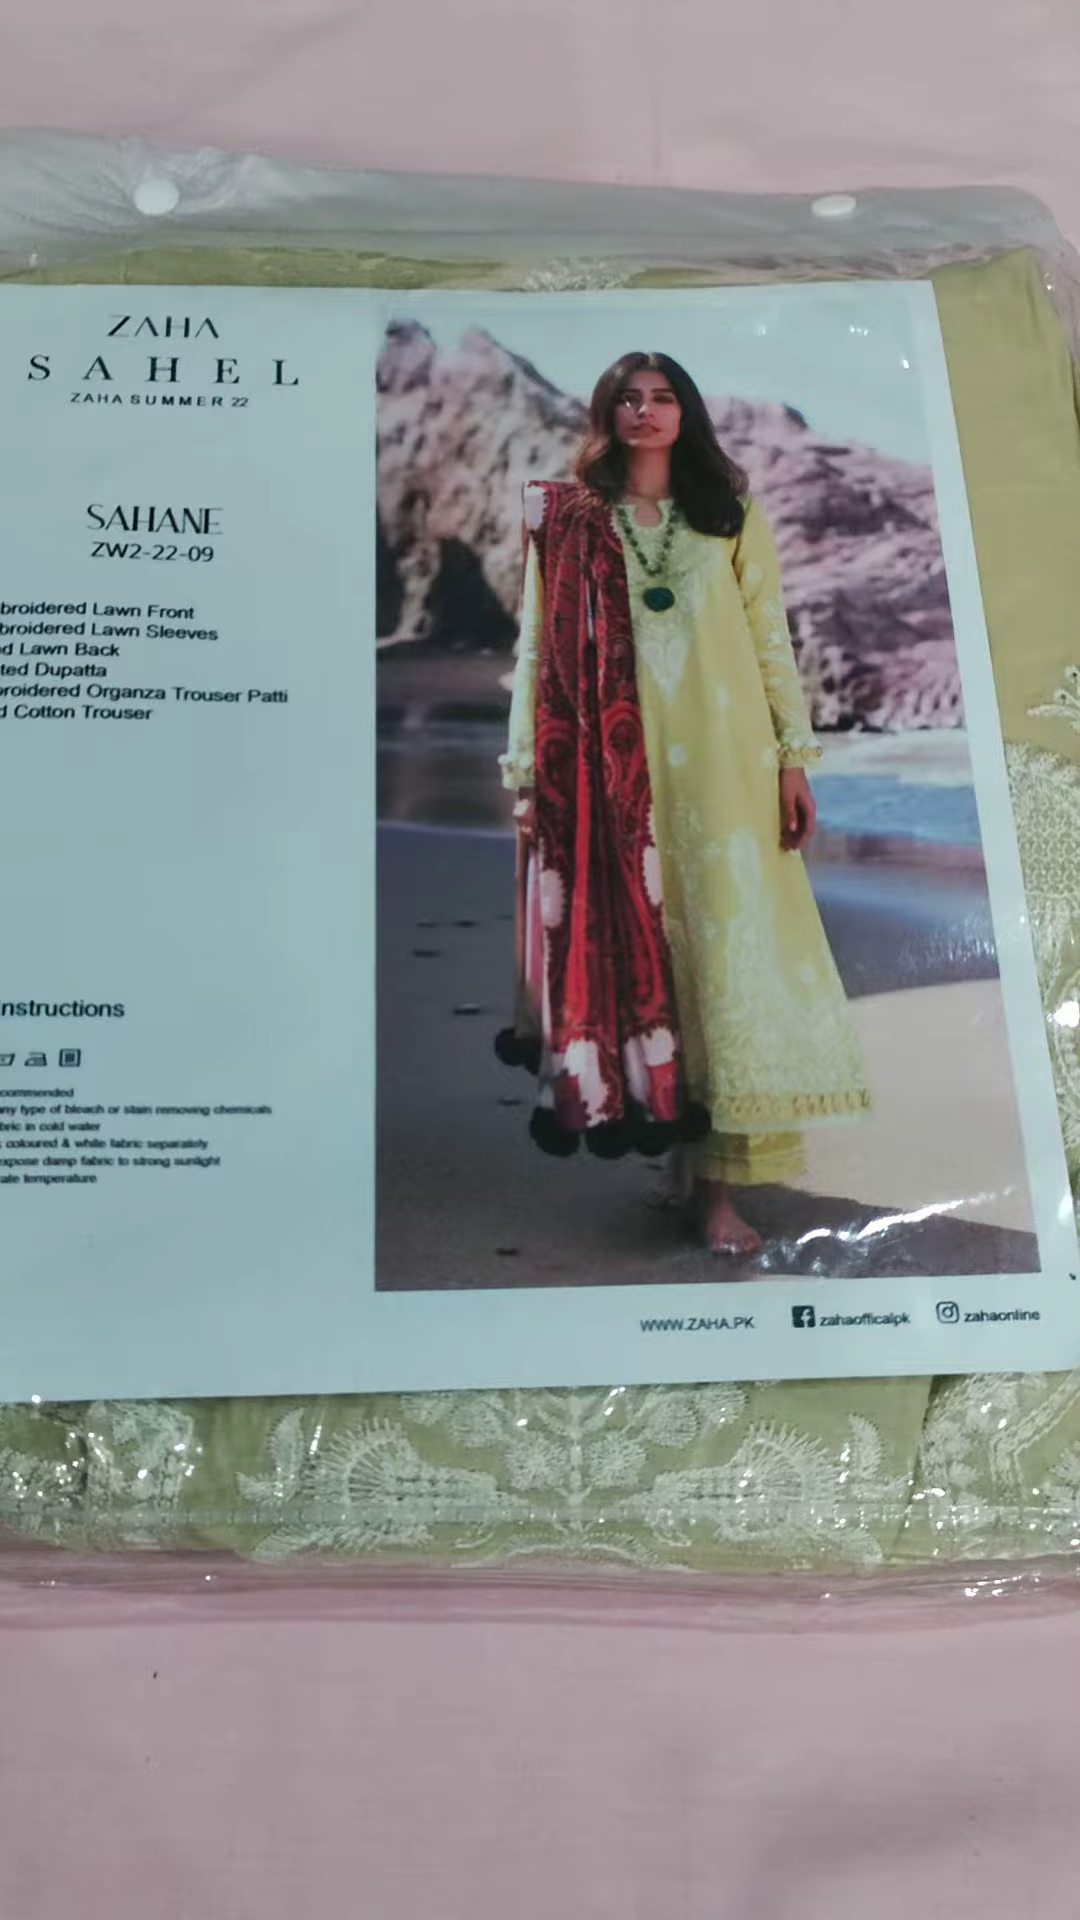 ZAHA
SAHEL
ZAHA SUMMER 22
SAHANE
ZW2-22-09
broidered Lawn Front
broidered Lawn Sleeves
d Lawn Back
ted Dupatta
roidered Organza Trouser Patti
d Cotton Trouser
nstructions
commended
any type of bleach or stain removing chemicals
bric in cold water
coloured & white fabric separately
xpose damp fabric to strong sunlight
ate temperature
WWW.ZAHA.PK
zahaofficalpk
zahaonline